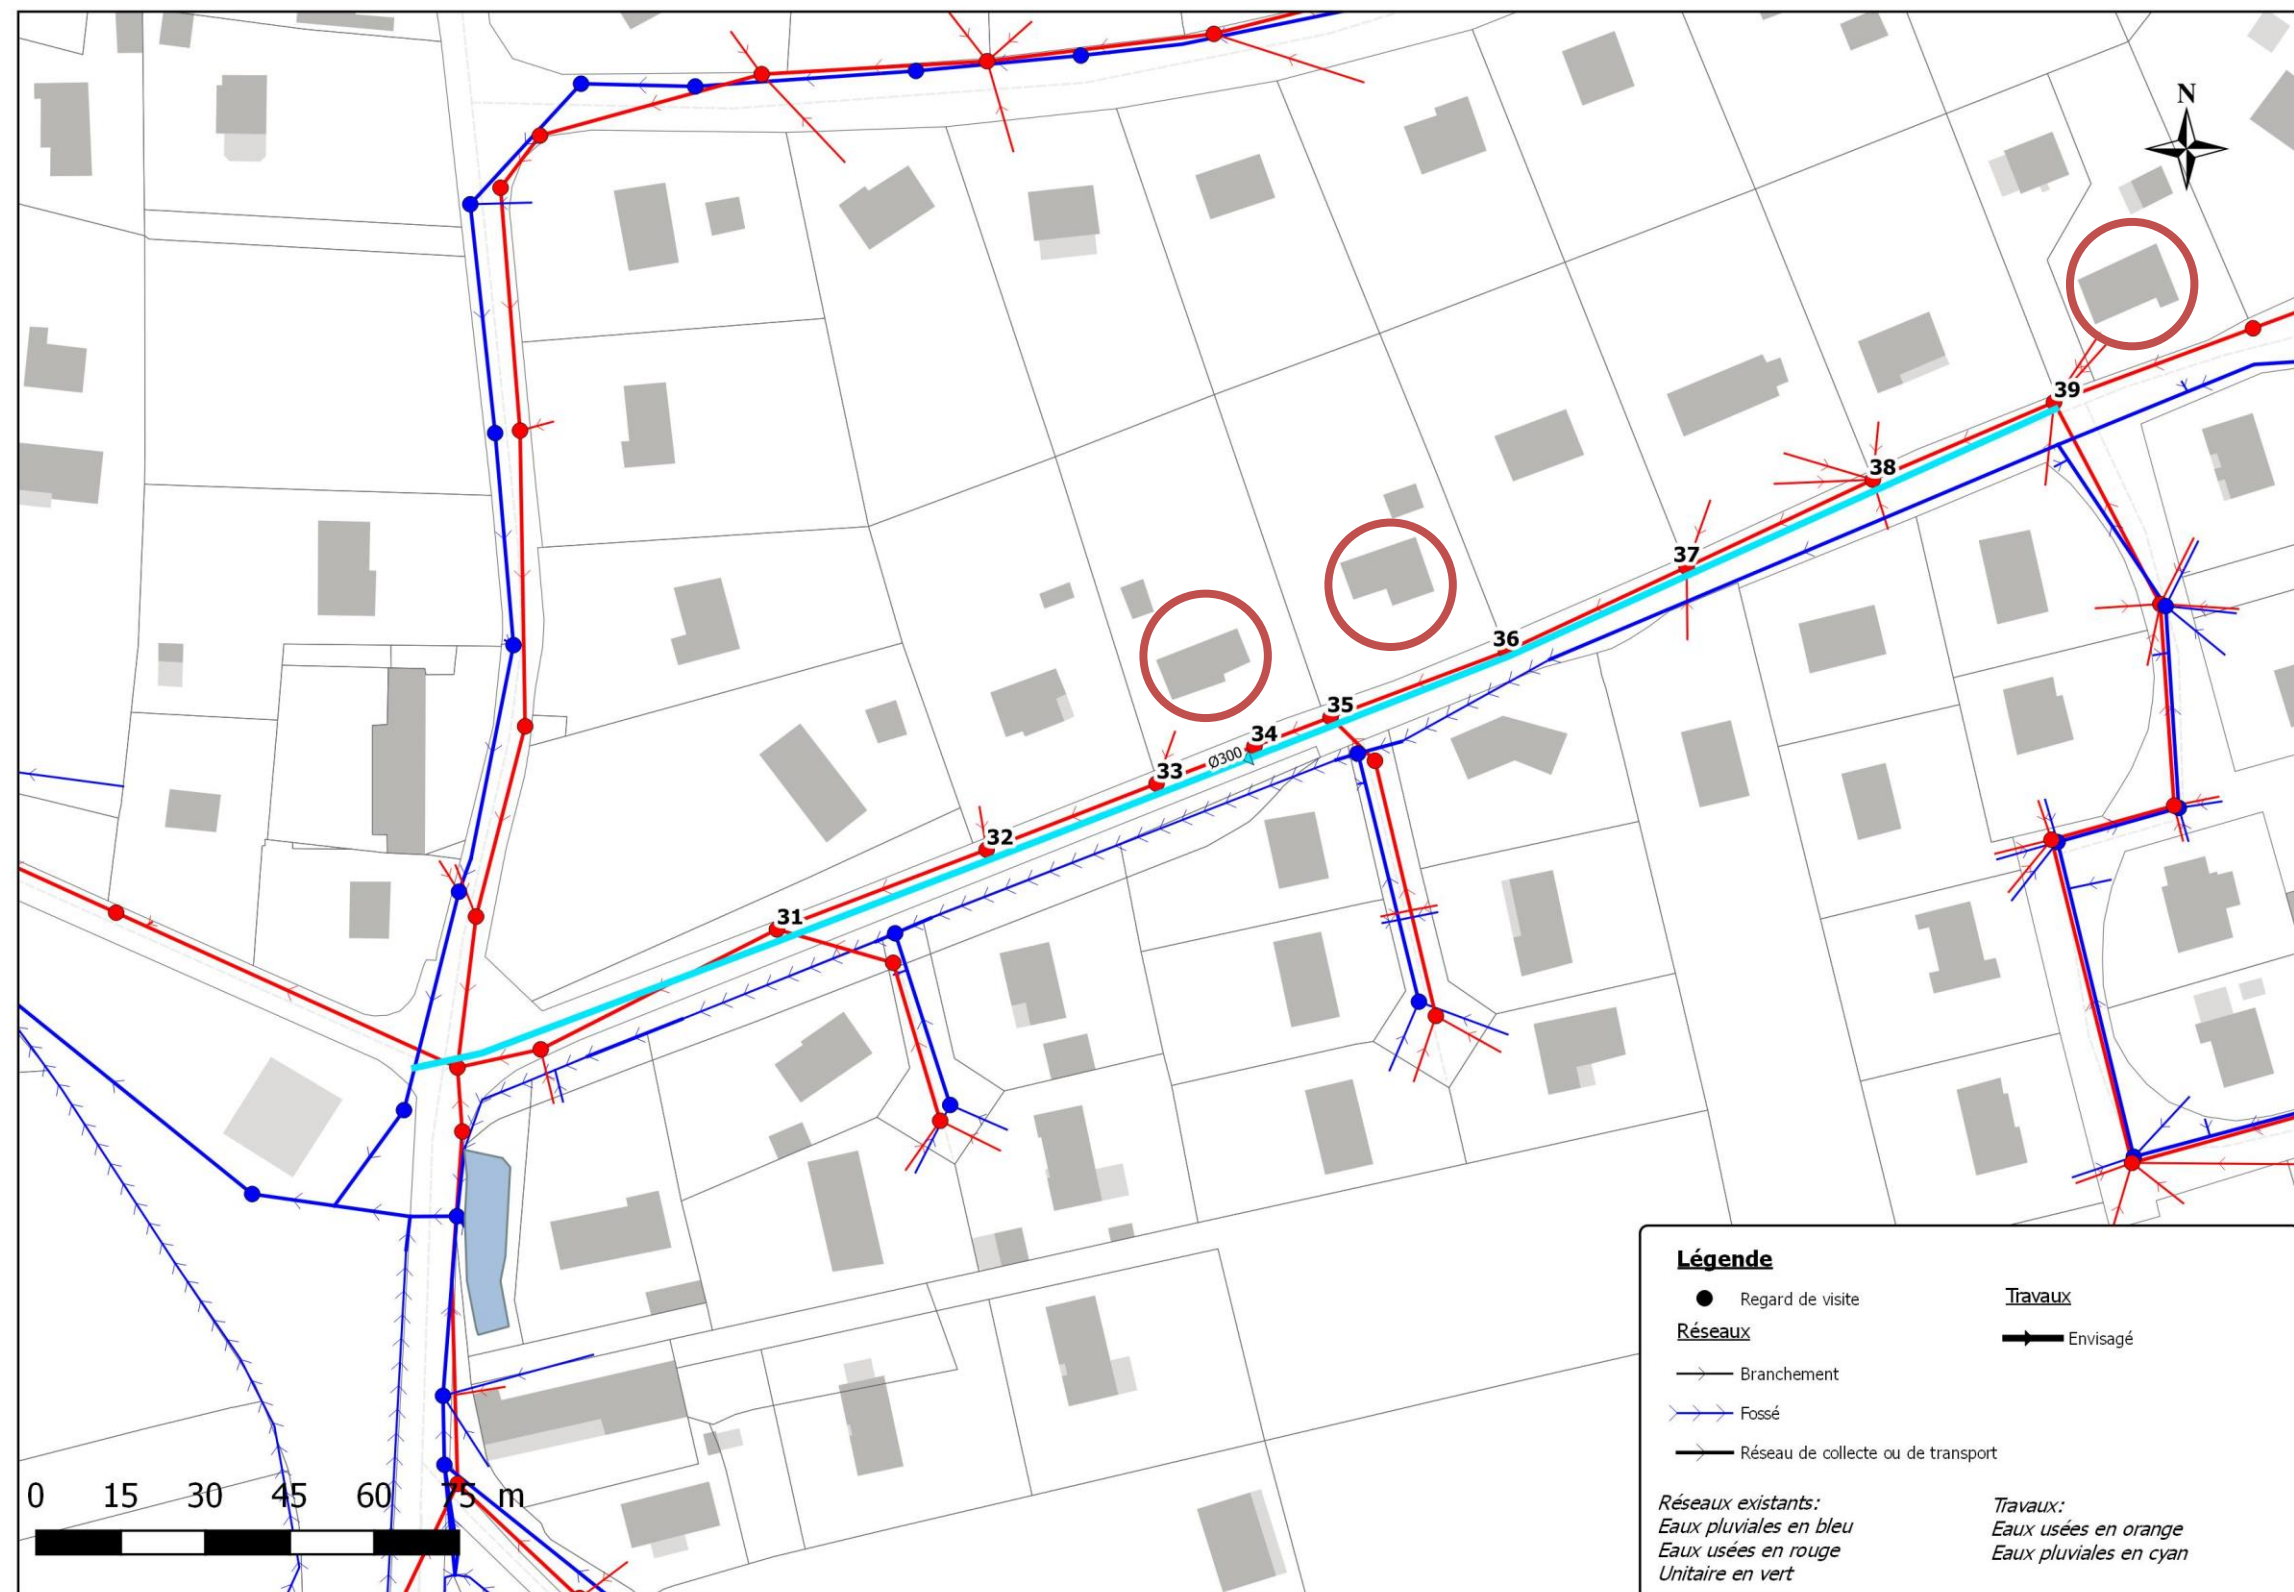 N
39
38
37
36
35
34
Ø300
33
32
31
0 15 30 45 60 75 m
Légende
Regard de visite
Travaux
Réseaux
Envisagé
Branchement
Fossé
Réseau de collecte ou de transport
Réseaux existants:
Eaux pluviales en bleu
Eaux usées en rouge
Unitaire en vert
Travaux:
Eaux usées en orange
Eaux pluviales en cyan